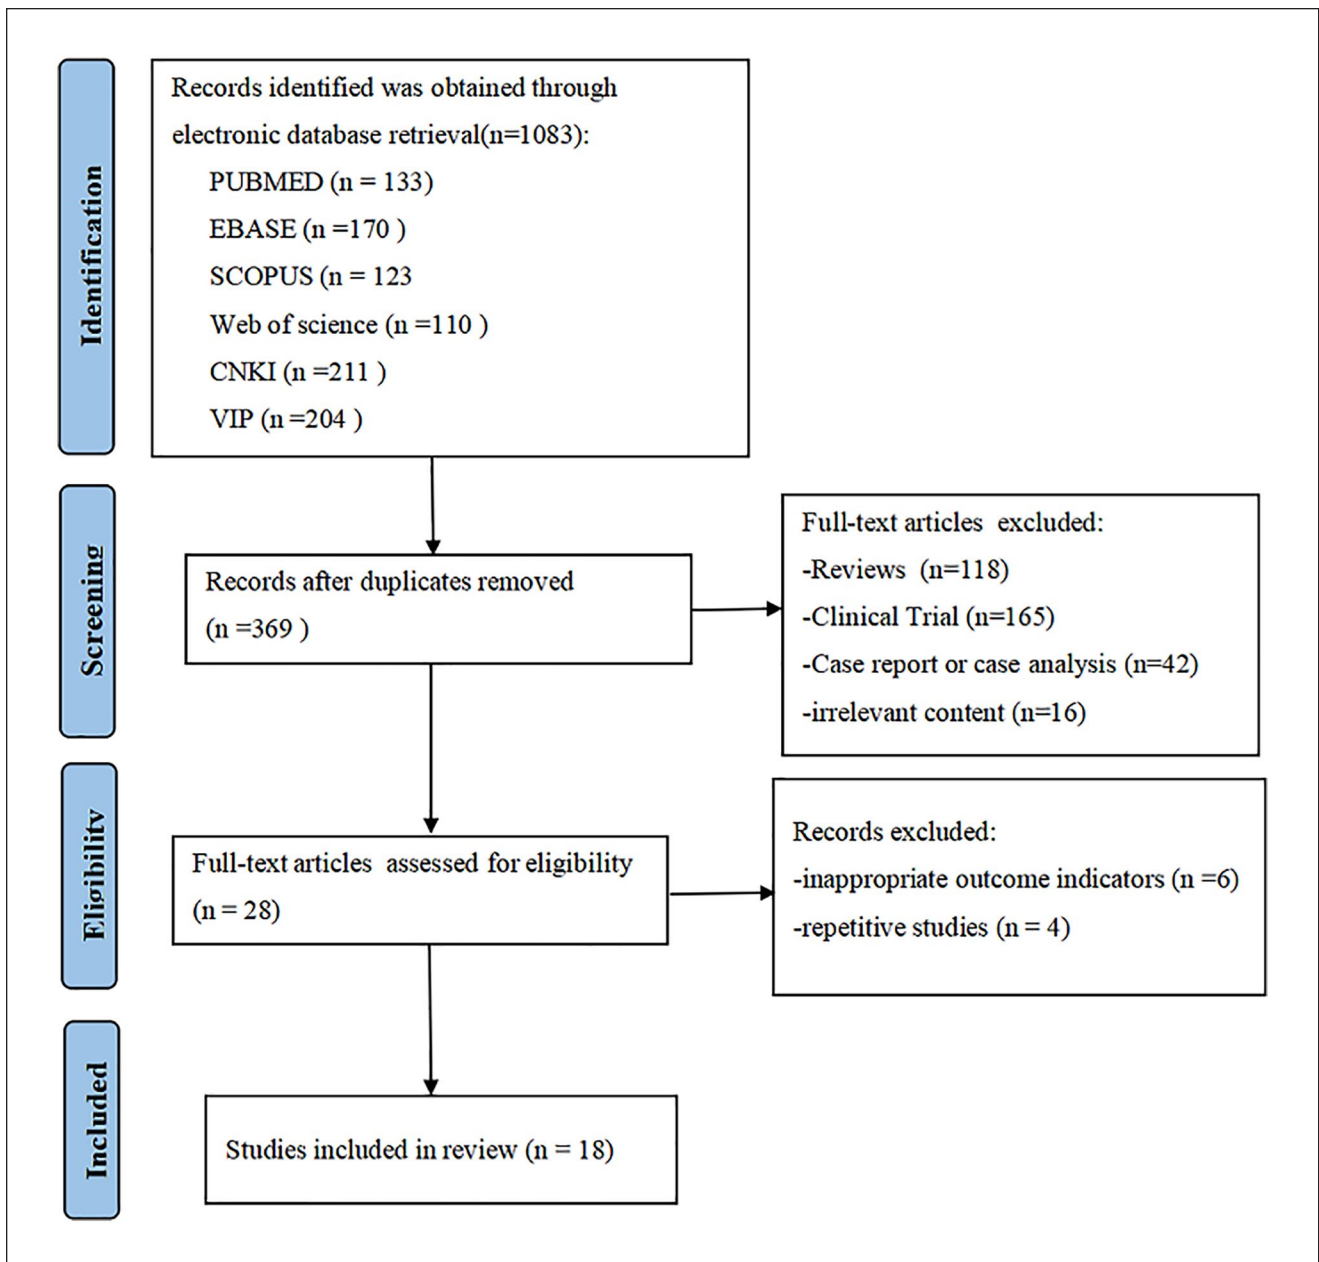 Identification
Records identified was obtained through
electronic database retrieval(n=1083):
PUBMED (n = 133)
EBASE (n =170 )
SCOPUS (n = 123
Web of science (n =110 )
CNKI (n =211 )
VIP (n =204 )
Screening
Records after duplicates removed
(n =369 )
Full-text articles excluded:
-Reviews (n=118)
-Clinical Trial (n=165)
-Case report or case analysis (n=42)
-irrelevant content (n=16)
Eligibility
Full-text articles assessed for eligibility
(n = 28)
Records excluded:
-inappropriate outcome indicators (n =6)
-repetitive studies (n = 4)
Included
Studies included in review (n = 18)